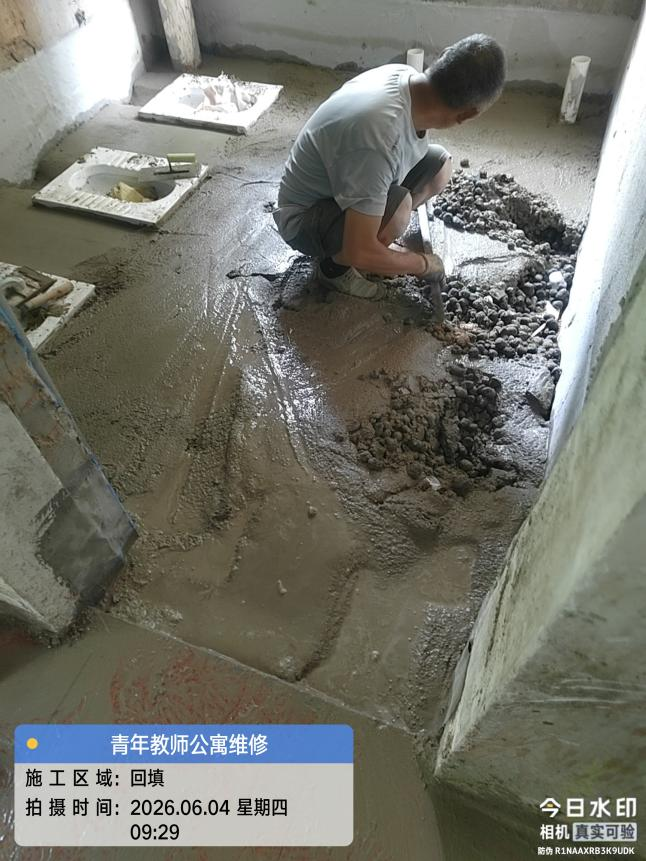 青年教师公寓维修
施工区域：回填
拍摄时间：2026.06.04 星期四
09:29
今日水印
相机 真实可验
防伪 R1NAAXRB3K9UDK